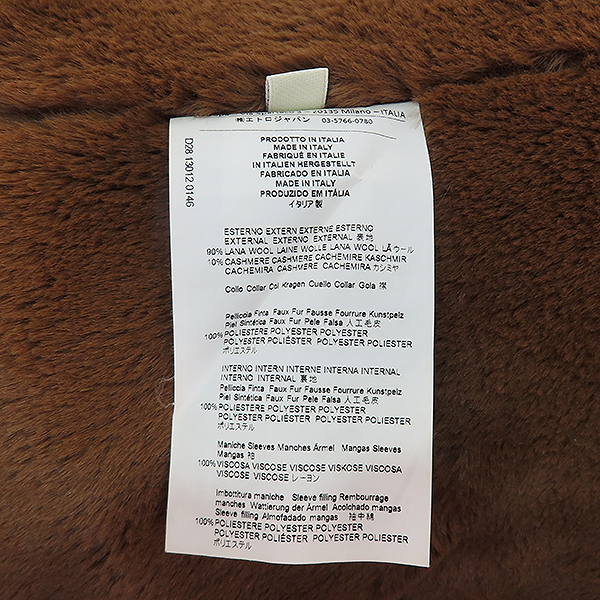 20135 Milano - ITALIA
㈱エトロジャパン 03-5766-0780
D28 13012 0146
PRODOTTO IN ITALIA
MADE IN ITALY
FABRIQUÉ EN ITALIE
IN ITALIEN HERGESTELLT
FABRICADO EN ITALIA
MADE IN ITALY
PRODUZIDO EM ITÁLIA
イタリア製
ESTERNO EXTERN EXTERNE ESTERNO
EXTERNAL EXTERNO EXTERNAL 表地
90% LANA WOOL LAINE WOLLE LANA WOOL LÃ ウール
10% CASHMERE CASHMERE CACHEMIRE KASCHMIR
CACHEMIRA CASHMERE CACHEMIRA カシミヤ
Collo Collar Col Kragen Cuello Collar Gola 襟
Pelliccia Finta Faux Fur Fausse Fourrure Kunstpelz
Piel Sintética Faux Fur Pele Falsa 人工毛皮
100% POLIESTERE POLYESTER POLYESTER
POLYESTER POLIÉSTER POLYESTER POLIESTER
ポリエステル
INTERNO INTERN INTERNE INTERNA INTERNAL
INTERNO INTERNAL 裏地
Pelliccia Finta Faux Fur Fausse Fourrure Kunstpelz
Piel Sintética Faux Fur Pele Falsa 人工毛皮
100% POLIESTERE POLYESTER POLYESTER
POLYESTER POLIÉSTER POLYESTER POLIESTER
ポリエステル
Maniche Sleeves Manches Ärmel Mangas Sleeves
Mangas 袖
100% VISCOSA VISCOSE VISCOSE VISKOSE VISCOSA
VISCOSE VISCOSE レーヨン
Imbottitura maniche Sleeve filling Rembourrage
manches Wattierung der Ärmel Acolchado mangas
Sleeve filling Almofadado mangas 袖中綿
100% POLIESTERE POLYESTER POLYESTER
POLYESTER POLIÉSTER POLYESTER POLIESTER
ポリエステル